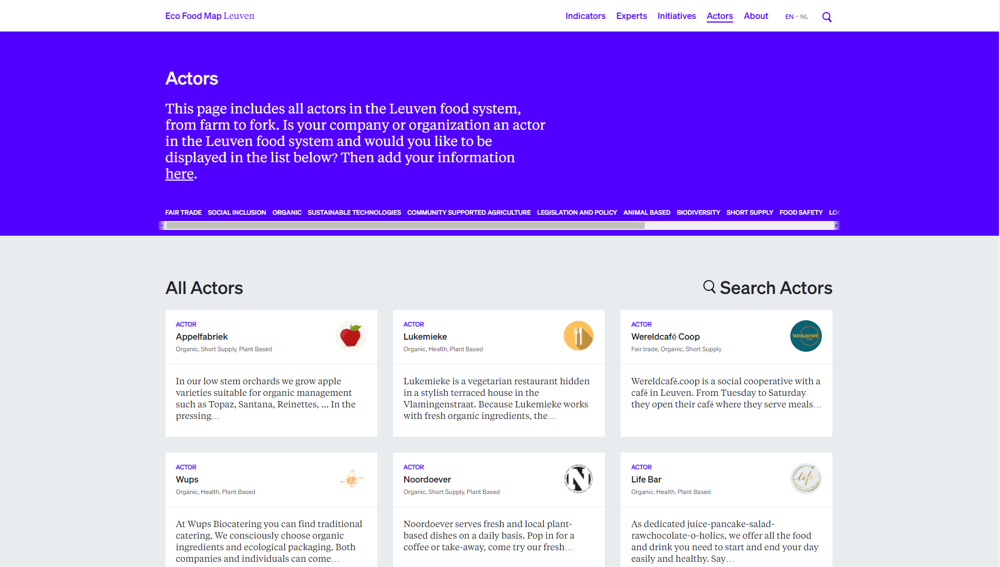 Eco Food Map Leuven
Indicators Experts Initiatives Actors About EN · NL
Actors
This page includes all actors in the Leuven food system,
from farm to fork. Is your company or organization an actor
in the Leuven food system and would you like to be
displayed in the list below? Then add your information
here.
FAIR TRADE SOCIAL INCLUSION ORGANIC SUSTAINABLE TECHNOLOGIES COMMUNITY SUPPORTED AGRICULTURE LEGISLATION AND POLICY ANIMAL BASED BIODIVERSITY SHORT SUPPLY FOOD SAFETY
All Actors
Search Actors
ACTOR
Appelfabriek
Organic, Short Supply, Plant Based
In our low stem orchards we grow apple
varieties suitable for organic management
such as Topaz, Santana, Reinettes, ... In the
pressing…
ACTOR
Lukemieke
Organic, Health, Plant Based
Lukemieke is a vegetarian restaurant hidden
in a stylish terraced house in the
Vlamingenstraat. Because Lukemieke works
with fresh organic ingredients, the…
ACTOR
Wereldcafé Coop
Fair trade, Organic, Short Supply
WERELDCAFÉ
COOP
Wereldcafé.coop is a social cooperative with a
café in Leuven. From Tuesday to Saturday
they open their café where they serve meals…
ACTOR
Wups
Organic, Health, Plant Based
WUPS
At Wups Biocatering you can find traditional
catering. We consciously choose organic
ingredients and ecological packaging. Both
companies and individuals can come…
ACTOR
Noordoever
Organic, Short Supply, Plant Based
NOORDOEVER
N
Noordoever serves fresh and local plant-
based dishes on a daily basis. Pop in for a
coffee or take-away, come try our fresh…
ACTOR
Life Bar
Organic, Health, Plant Based
life
As dedicated juice-pancake-salad-
rawchocolate-o-holics, we offer all the food
and drink you need to start and end your day
easily and healthy. Say…